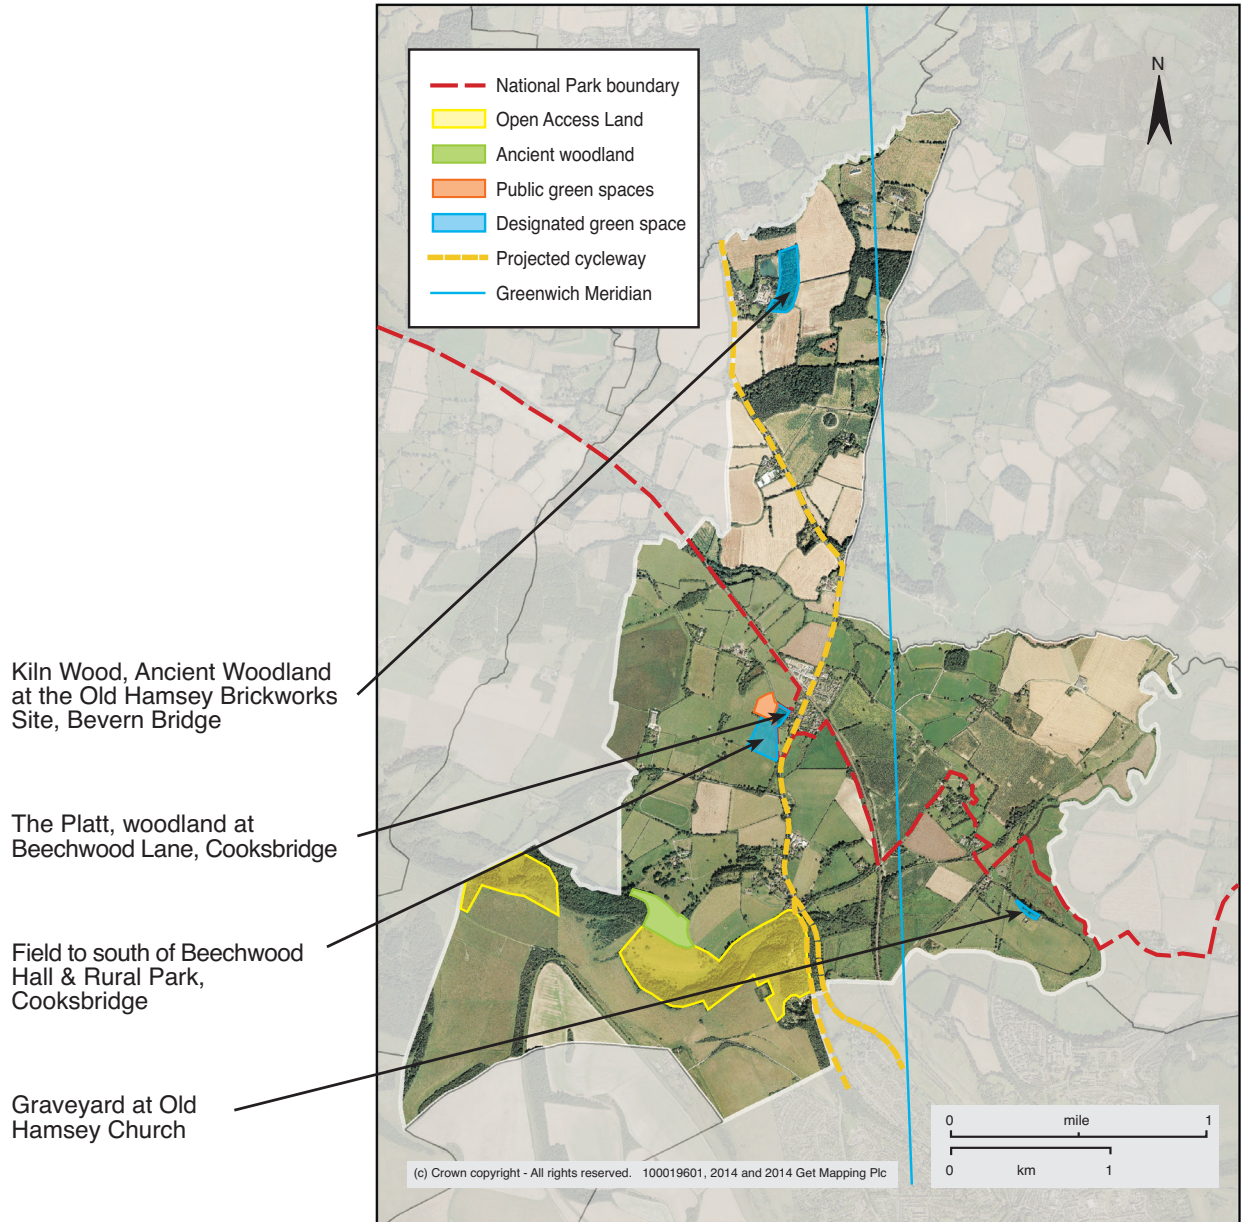 National Park boundary
Open Access Land
Ancient woodland
Public green spaces
Designated green space
Projected cycleway
Greenwich Meridian
N
Kiln Wood, Ancient Woodland
at the Old Hamsey Brickworks
Site, Bevern Bridge
The Platt, woodland at
Beechwood Lane, Cooksbridge
Field to south of Beechwood
Hall & Rural Park,
Cooksbridge
Graveyard at Old
Hamsey Church
0 mile 1
0 km 1
(c) Crown copyright - All rights reserved. 100019601, 2014 and 2014 Get Mapping Plc